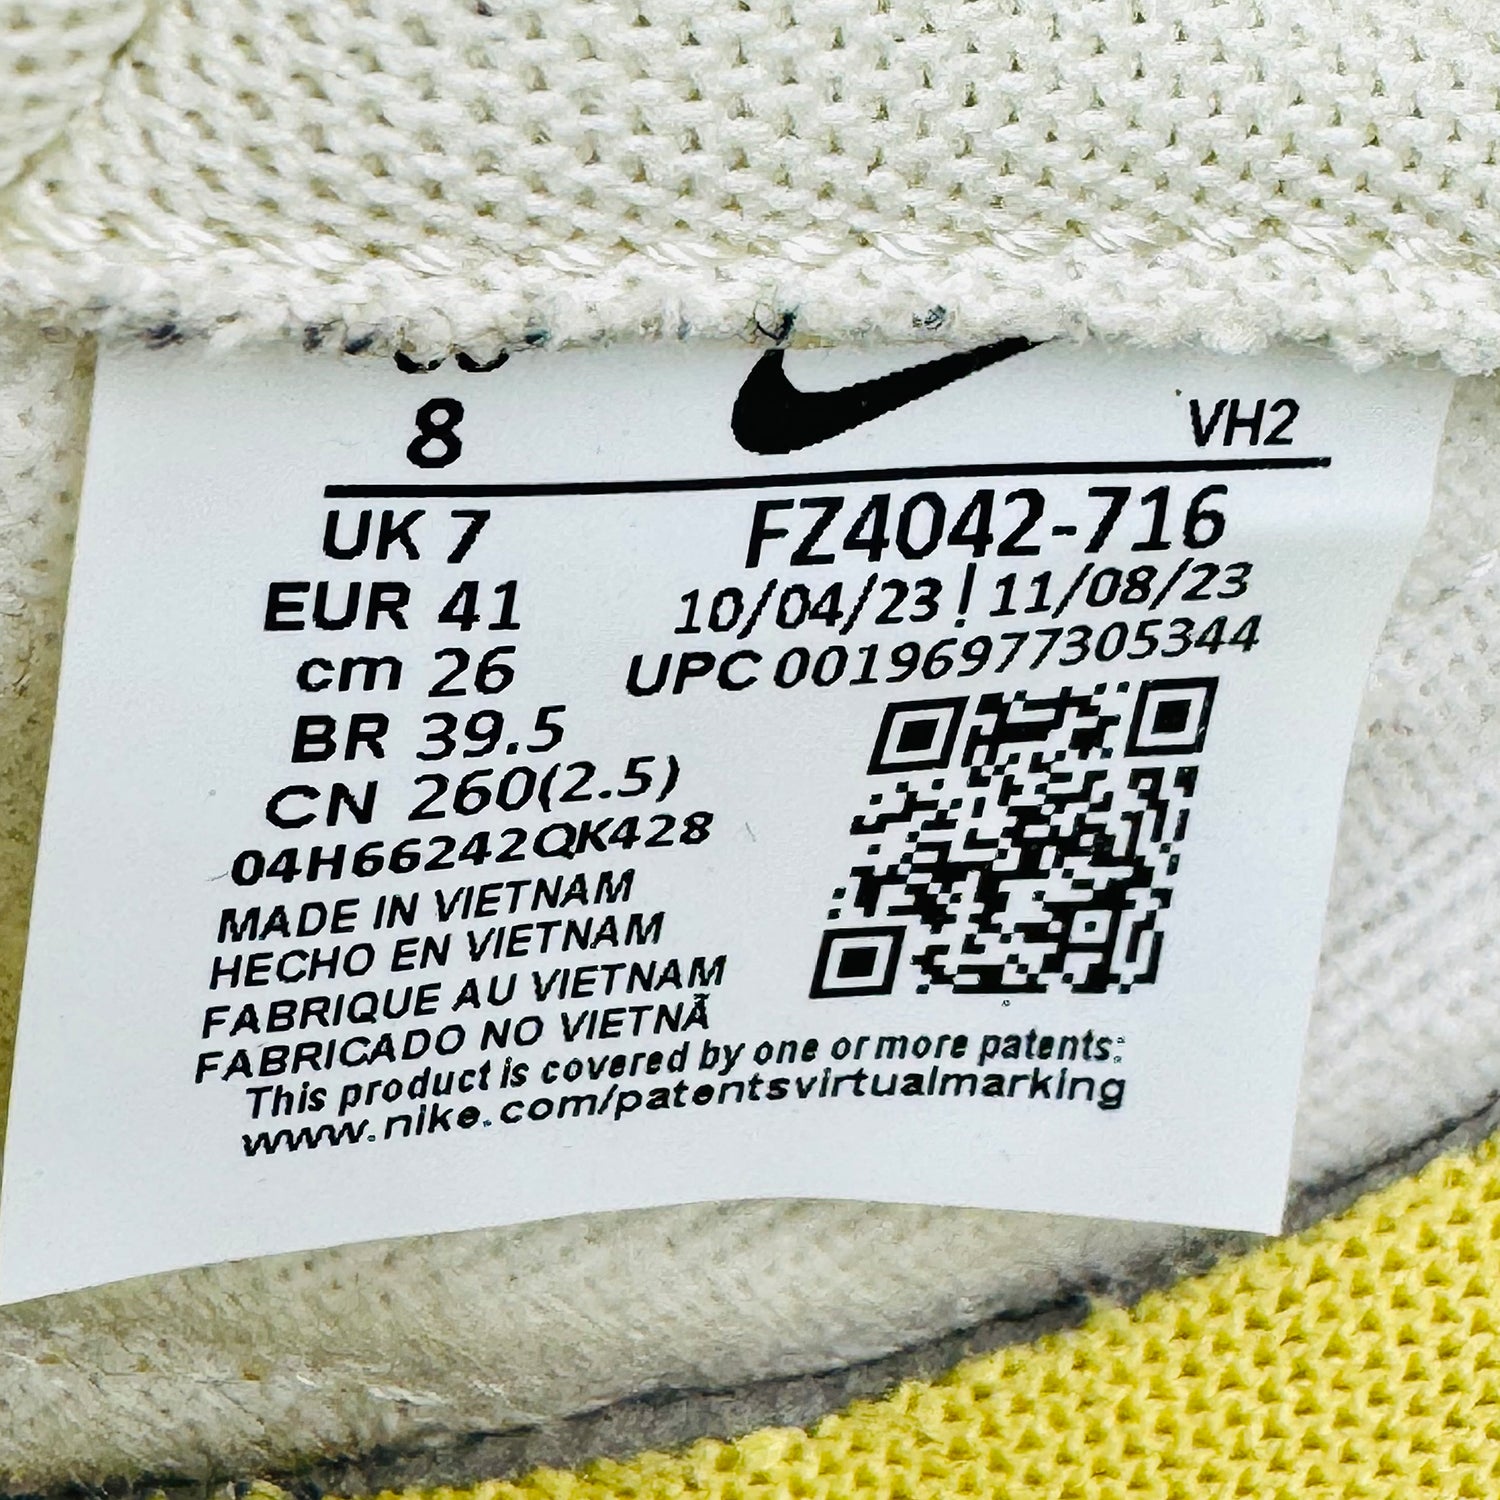 8
VH2
UK 7
FZ4042-716
EUR 41
10/04/23 | 11/08/23
cm 26
UPC 00196977305344
BR 39.5
CN 260(2.5)
04H66242QK428
MADE IN VIETNAM
HECHO EN VIETNAM
FABRIQUE AU VIETNAM
FABRICADO NO VIETNÃ
This product is covered by one or more patents:
www.nike.com/patentsvirtualmarking